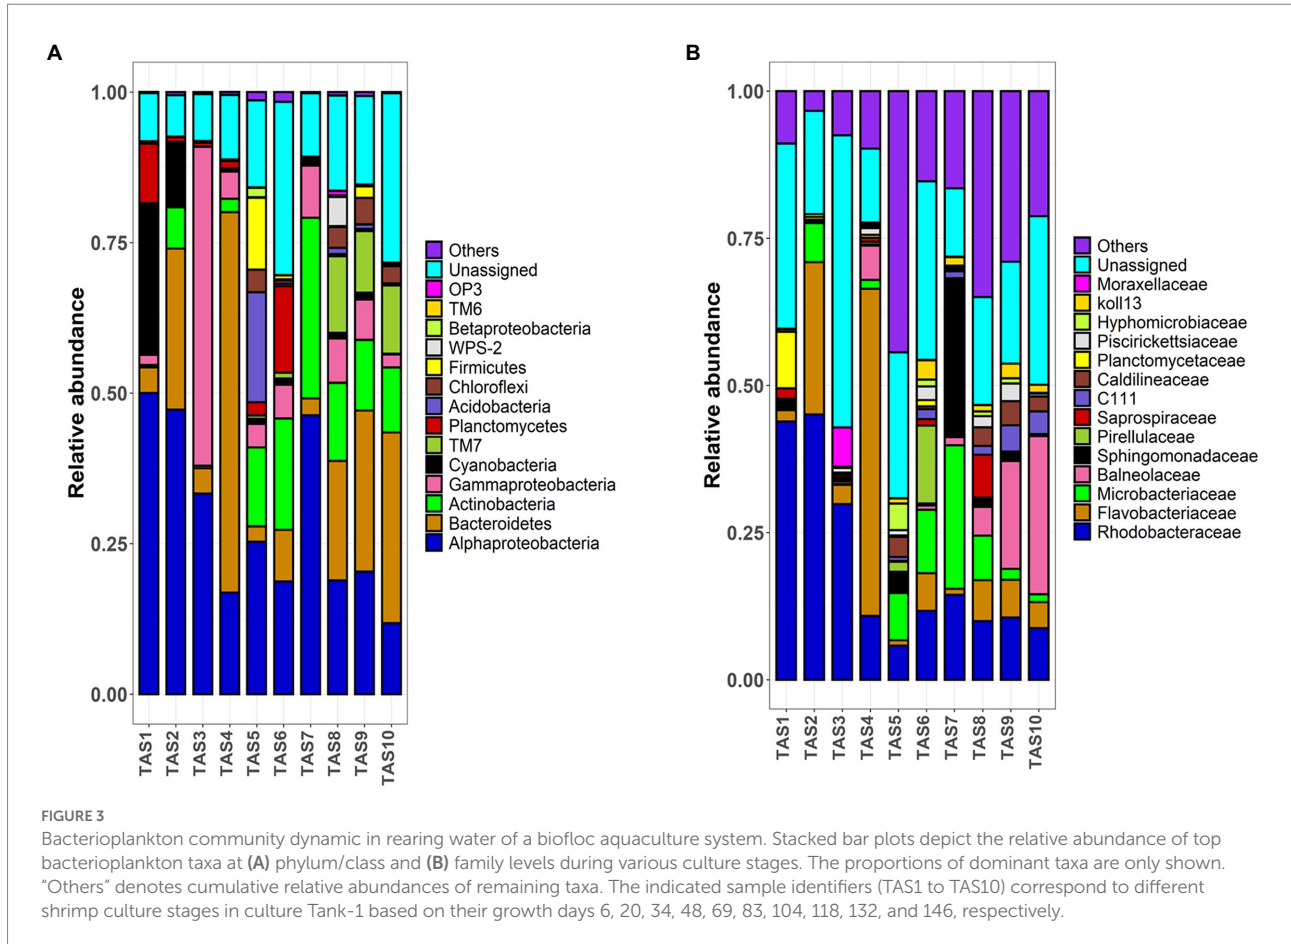 A
Relative abundance
1.00
0.75
0.50
0.25
0.00
TAS1
TAS2
TAS3
TAS4
TAS5
TAS6
TAS7
TAS8
TAS9
TAS10
Others
Unassigned
OP3
TM6
Betaproteobacteria
WPS-2
Firmicutes
Chloroflexi
Acidobacteria
Planctomycetes
TM7
Cyanobacteria
Gammaproteobacteria
Actinobacteria
Bacteroidetes
Alphaproteobacteria
B
Relative abundance
1.00
0.75
0.50
0.25
0.00
TAS1
TAS2
TAS3
TAS4
TAS5
TAS6
TAS7
TAS8
TAS9
TAS10
Others
Unassigned
Moraxellaceae
koll13
Hyphomicrobiaceae
Piscirickettsiaceae
Planctomycetaceae
Caldilineaceae
C111
Saprospiraceae
Pirellulaceae
Sphingomonadaceae
Balneolaceae
Microbacteriaceae
Flavobacteriaceae
Rhodobacteraceae
FIGURE 3
Bacterioplankton community dynamic in rearing water of a biofloc aquaculture system. Stacked bar plots depict the relative abundance of top
bacterioplankton taxa at (A) phylum/class and (B) family levels during various culture stages. The proportions of dominant taxa are only shown.
“Others” denotes cumulative relative abundances of remaining taxa. The indicated sample identifiers (TAS1 to TAS10) correspond to different
shrimp culture stages in culture Tank-1 based on their growth days 6, 20, 34, 48, 69, 83, 104, 118, 132, and 146, respectively.